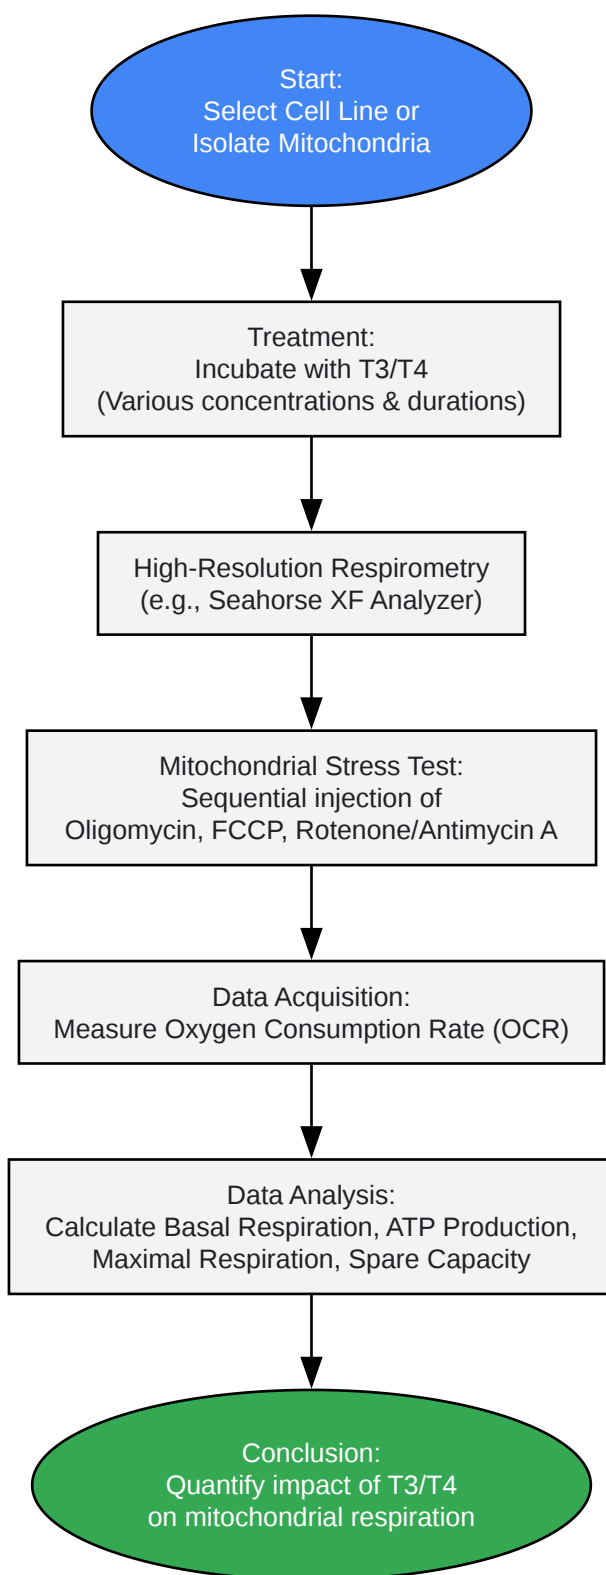 Start:
Select Cell Line or
Isolate Mitochondria
Treatment:
Incubate with T3/T4
(Various concentrations & durations)
High-Resolution Respirometry
(e.g., Seahorse XF Analyzer)
Mitochondrial Stress Test:
Sequential injection of
Oligomycin, FCCP, Rotenone/Antimycin A
Data Acquisition:
Measure Oxygen Consumption Rate (OCR)
Data Analysis:
Calculate Basal Respiration, ATP Production,
Maximal Respiration, Spare Capacity
Conclusion:
Quantify impact of T3/T4
on mitochondrial respiration